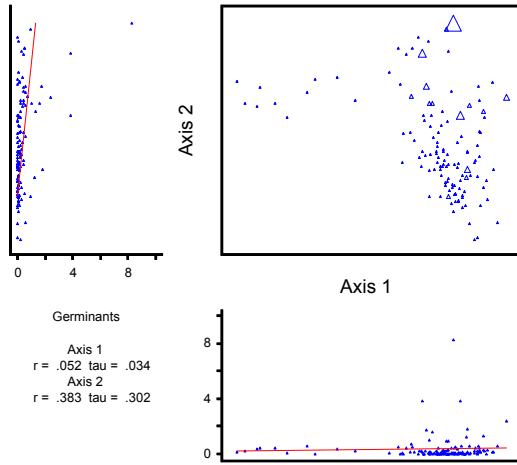 Axis 2
0 4 8
Axis 1
Germinants
Axis 1
r = .052 tau = .034
Axis 2
r = .383 tau = .302
8
4
0